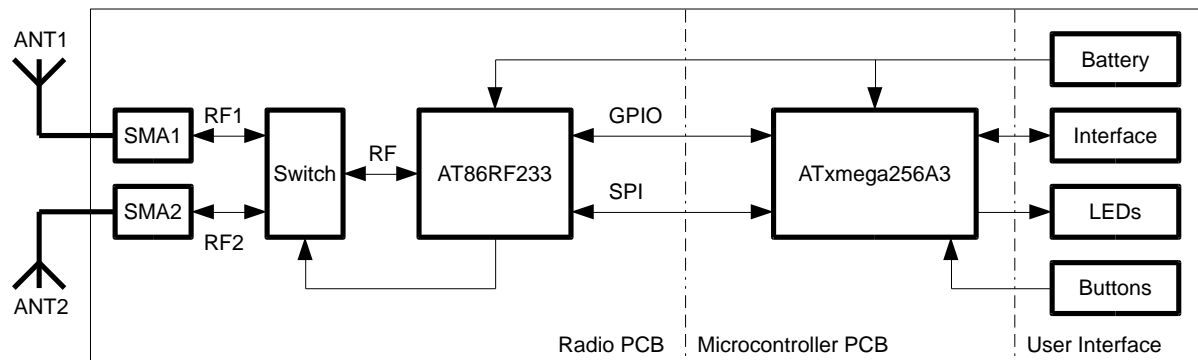 ANT1
Battery
SMA1
RF1
GPIO
Interface
Switch
RF
AT86RF233
ATxmega256A3
SMA2
RF2
SPI
LEDs
ANT2
Buttons
Radio PCB
Microcontroller PCB
User Interface